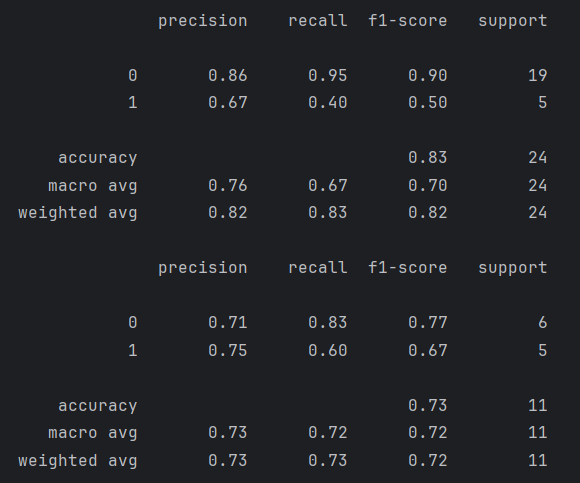 precision recall f1-score support
0 0.86 0.95 0.90 19
1 0.67 0.40 0.50 5
accuracy 0.83 24
macro avg 0.76 0.67 0.70 24
weighted avg 0.82 0.83 0.82 24
precision recall f1-score support
0 0.71 0.83 0.77 6
1 0.75 0.60 0.67 5
accuracy 0.73 11
macro avg 0.73 0.72 0.72 11
weighted avg 0.73 0.73 0.72 11